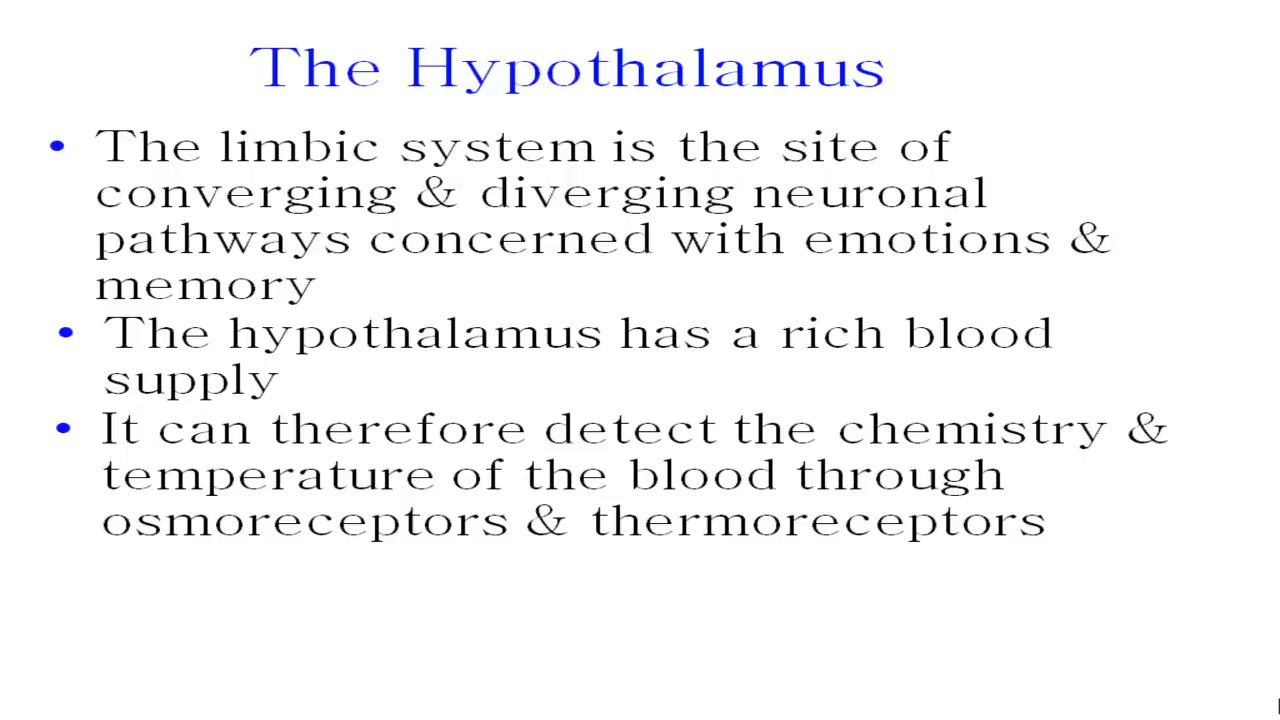 The Hypothalamus
• The limbic system is the site of
converging & diverging neuronal
pathways concerned with emotions &
memory
• The hypothalamus has a rich blood
supply
• It can therefore detect the chemistry &
temperature of the blood through
osmoreceptors & thermoreceptors